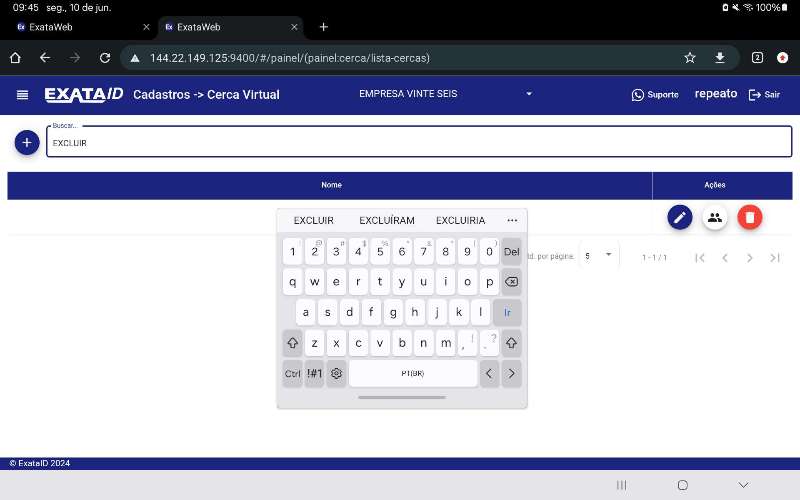 09:45 seg., 10 de jun. 100%
ExataWeb
ExataWeb
144.22.149.125:9400/#/painel/(painel:cerca/lista-cercas) 2
EXATAID Cadastros -> Cerca Virtual EMPRESA VINTE SEIS Suporte repeato Sair
Buscar...
EXCLUIR
Nome Ações
EXCLUIR EXCLUÍRAM EXCLUIRIA ...
1 2 3 4 5 6 7 8 9 0 Del
td. por página: 5 1 - 1 / 1
q w e r t y u i o p
a s d f g h j k l Ir
z x c v b n m , ! . ?
Ctrl !#1 PT(BR) < >
© ExataID 2024